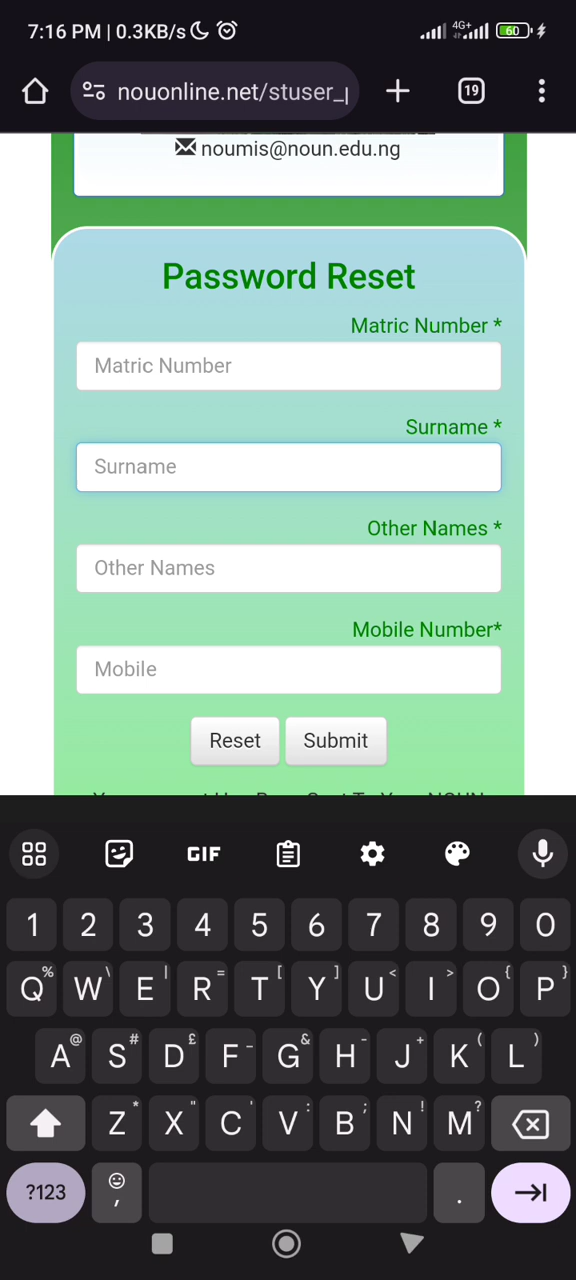 7:16 PM | 0.3KB/s
4G+
60
nouonline.net/stuser_p
19
noumis@noun.edu.ng
Password Reset
Matric Number *
Matric Number
Surname *
Surname
Other Names *
Other Names
Mobile Number*
Mobile
Reset Submit
GIF
1 2 3 4 5 6 7 8 9 0
Q% W\ E| R= T[ Y] U< I> O{ P}
A@ S# D£ F_ G& H- J+ K( L)
Z* X" C' V: B; N! M?
?123 , .